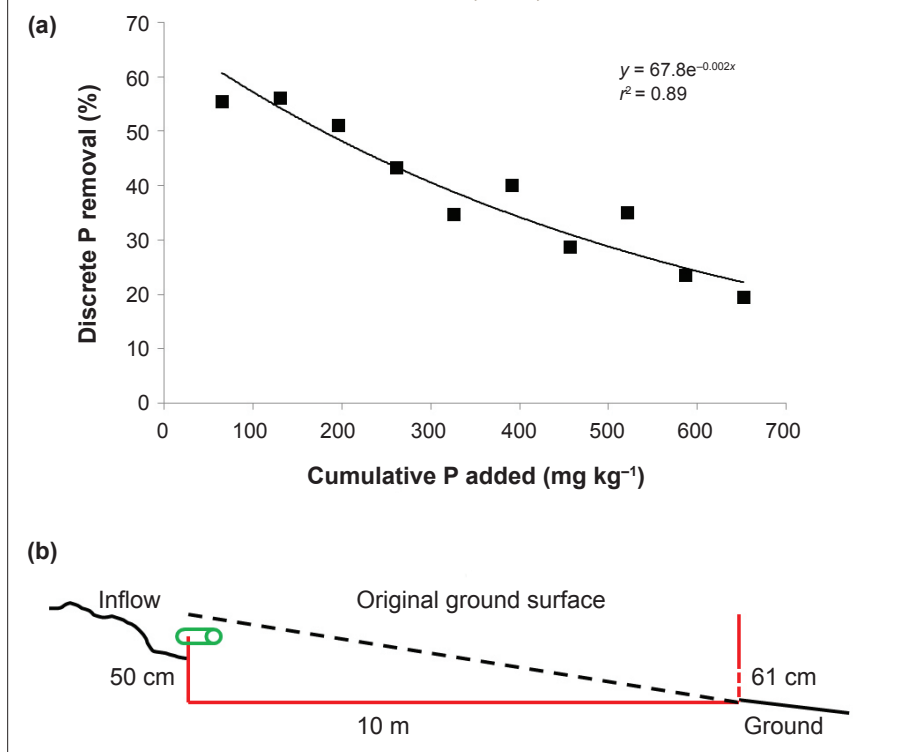 (a)
70
60
50
40
30
20
10
0
Discrete P removal (%)
y = 67.8e^–0.002x
r² = 0.89
0 100 200 300 400 500 600 700
Cumulative P added (mg kg⁻¹)
(b)
Inflow
Original ground surface
50 cm
61 cm
10 m
Ground